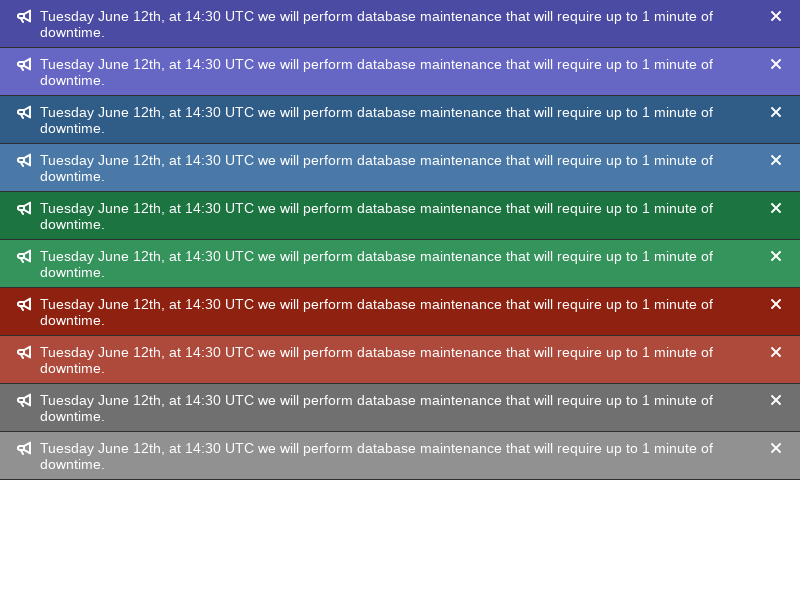 Tuesday June 12th, at 14:30 UTC we will perform database maintenance that will require up to 1 minute of
downtime.
Tuesday June 12th, at 14:30 UTC we will perform database maintenance that will require up to 1 minute of
downtime.
Tuesday June 12th, at 14:30 UTC we will perform database maintenance that will require up to 1 minute of
downtime.
Tuesday June 12th, at 14:30 UTC we will perform database maintenance that will require up to 1 minute of
downtime.
Tuesday June 12th, at 14:30 UTC we will perform database maintenance that will require up to 1 minute of
downtime.
Tuesday June 12th, at 14:30 UTC we will perform database maintenance that will require up to 1 minute of
downtime.
Tuesday June 12th, at 14:30 UTC we will perform database maintenance that will require up to 1 minute of
downtime.
Tuesday June 12th, at 14:30 UTC we will perform database maintenance that will require up to 1 minute of
downtime.
Tuesday June 12th, at 14:30 UTC we will perform database maintenance that will require up to 1 minute of
downtime.
Tuesday June 12th, at 14:30 UTC we will perform database maintenance that will require up to 1 minute of
downtime.